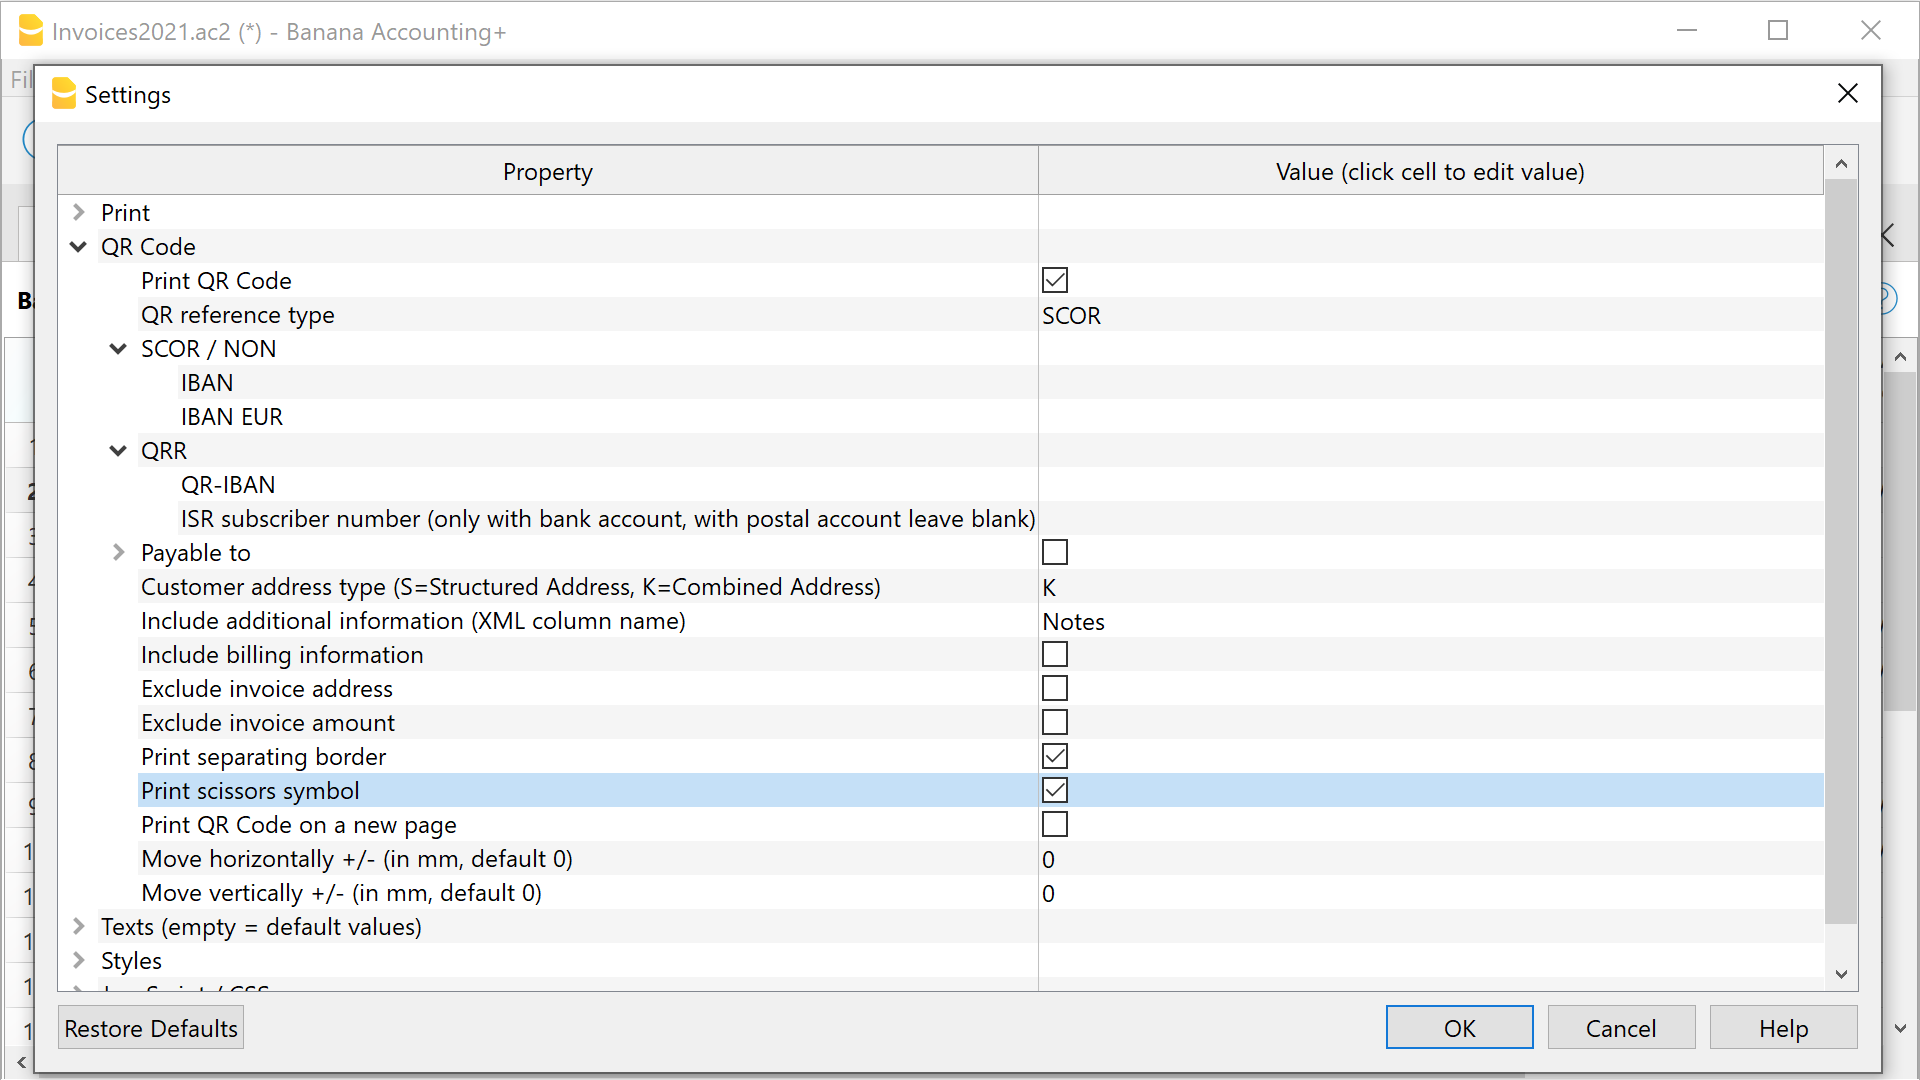 Invoices2021.ac2 (*) - Banana Accounting+
Settings
Property Value (click cell to edit value)
Print
QR Code
Print QR Code
QR reference type SCOR
SCOR / NON
IBAN
IBAN EUR
QRR
QR-IBAN
ISR subscriber number (only with bank account, with postal account leave blank)
Payable to
Customer address type (S=Structured Address, K=Combined Address) K
Include additional information (XML column name) Notes
Include billing information
Exclude invoice address
Exclude invoice amount
Print separating border
Print scissors symbol
Print QR Code on a new page
Move horizontally +/- (in mm, default 0) 0
Move vertically +/- (in mm, default 0) 0
Texts (empty = default values)
Styles
Restore Defaults OK Cancel Help